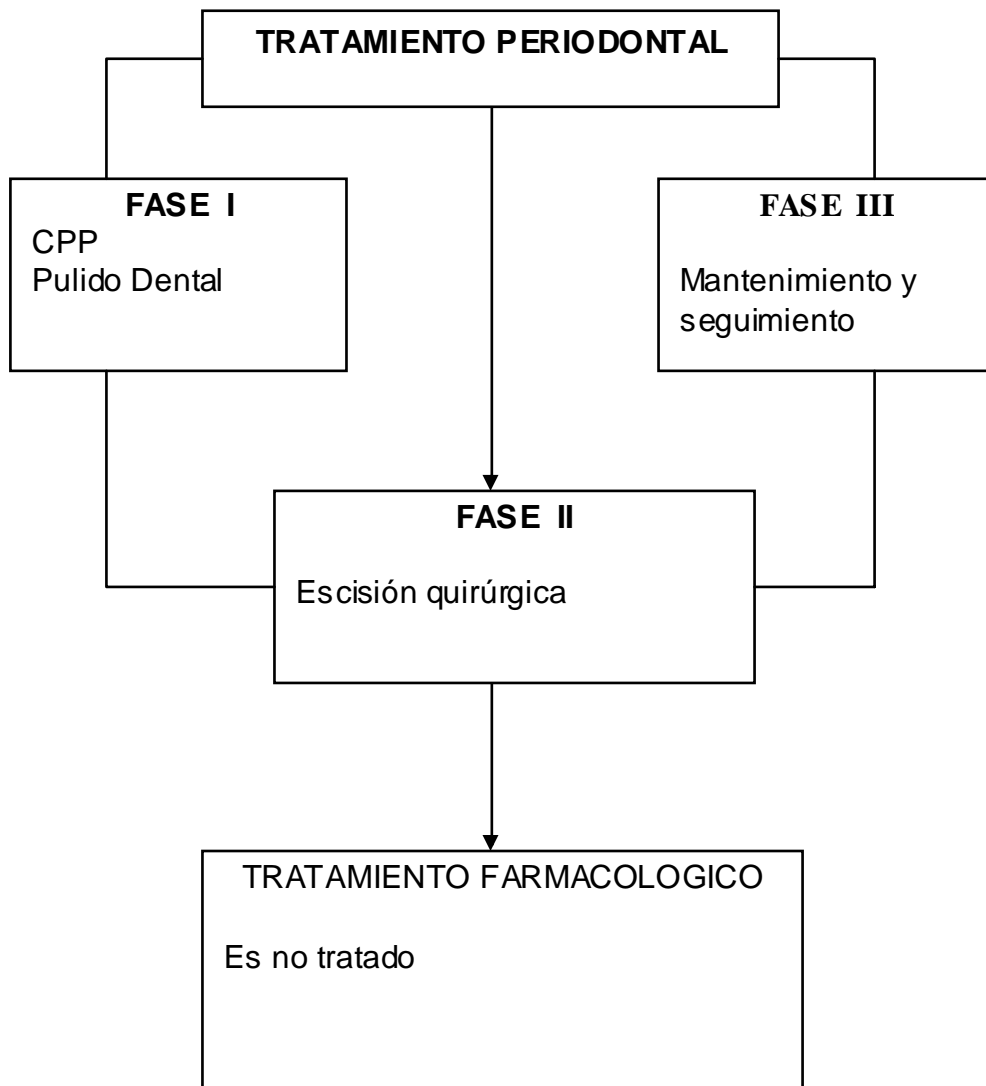 TRATAMIENTO PERIODONTAL
FASE I
CPP
Pulido Dental
FASE III
Mantenimiento y
seguimiento
FASE II
Escisión quirúrgica
TRATAMIENTO FARMACOLOGICO
Es no tratado